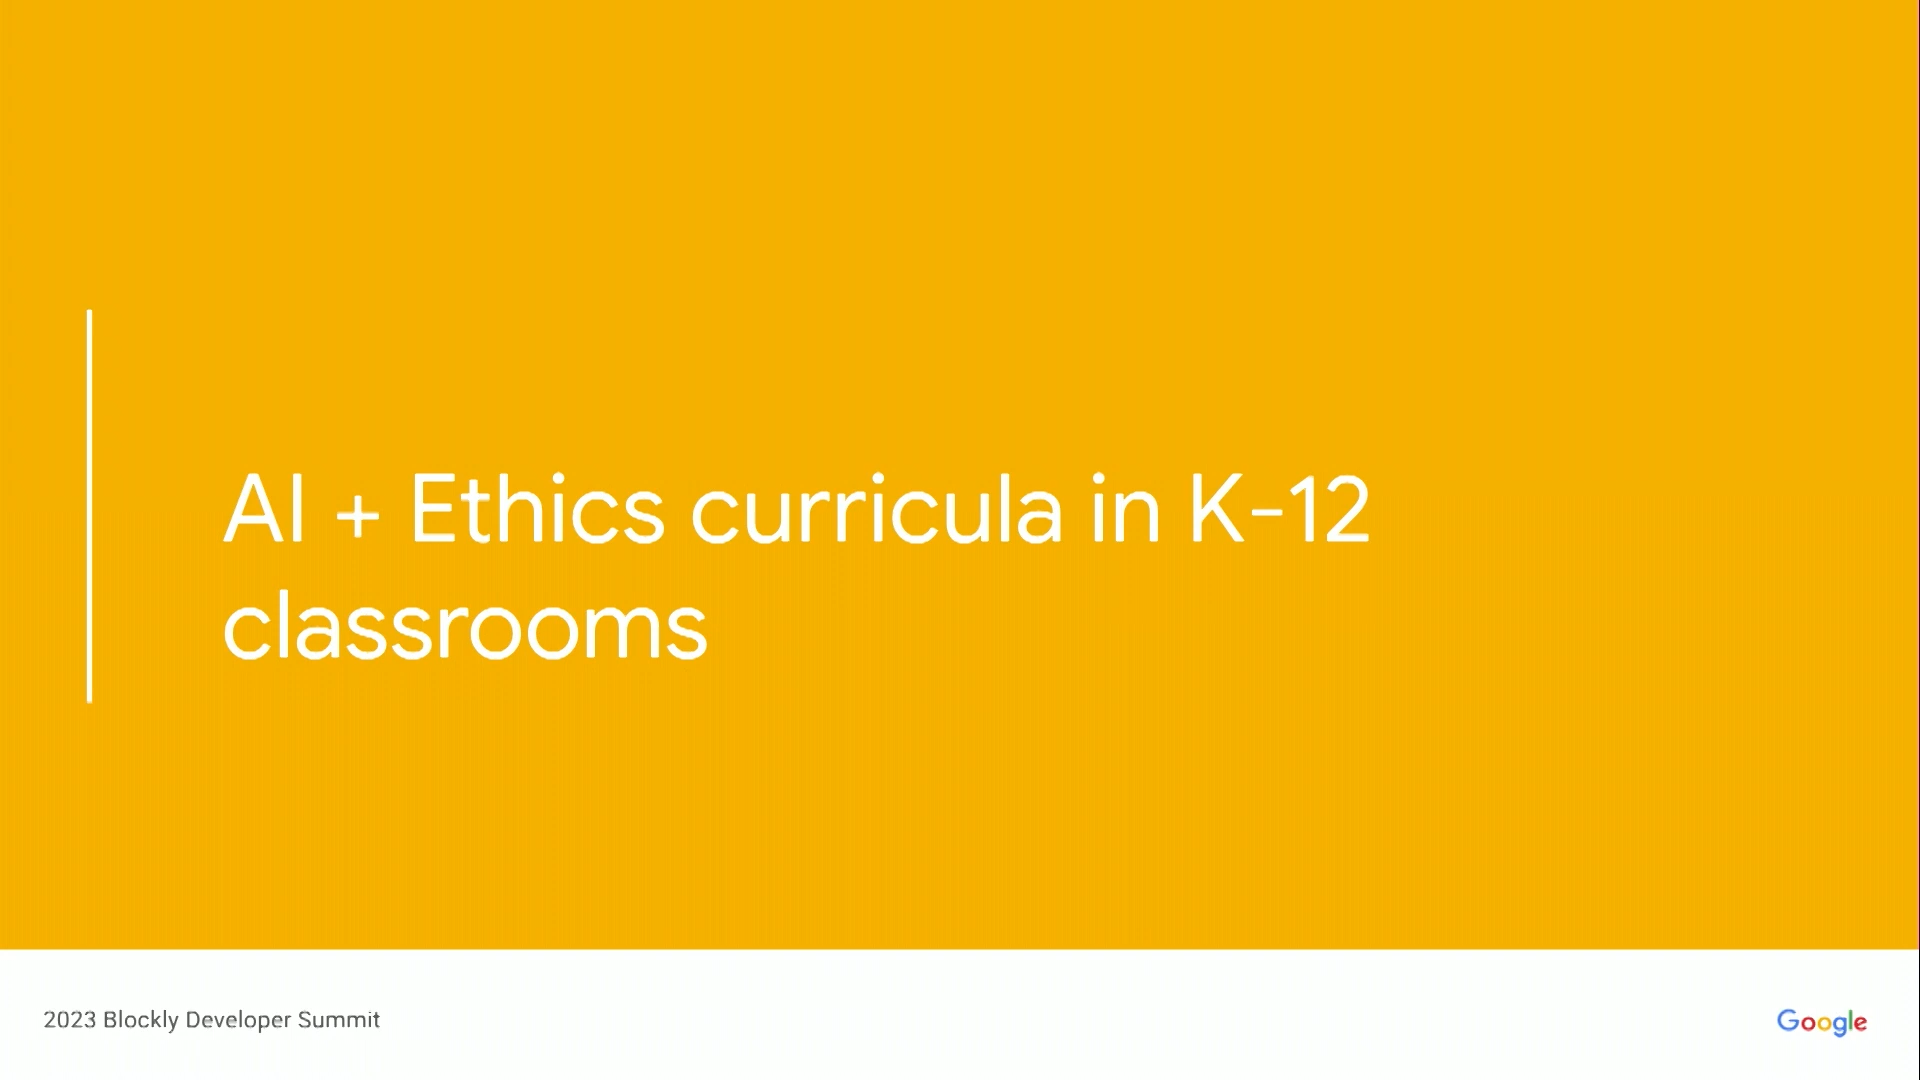 AI + Ethics curricula in K-12
classrooms
2023 Blockly Developer Summit
Google